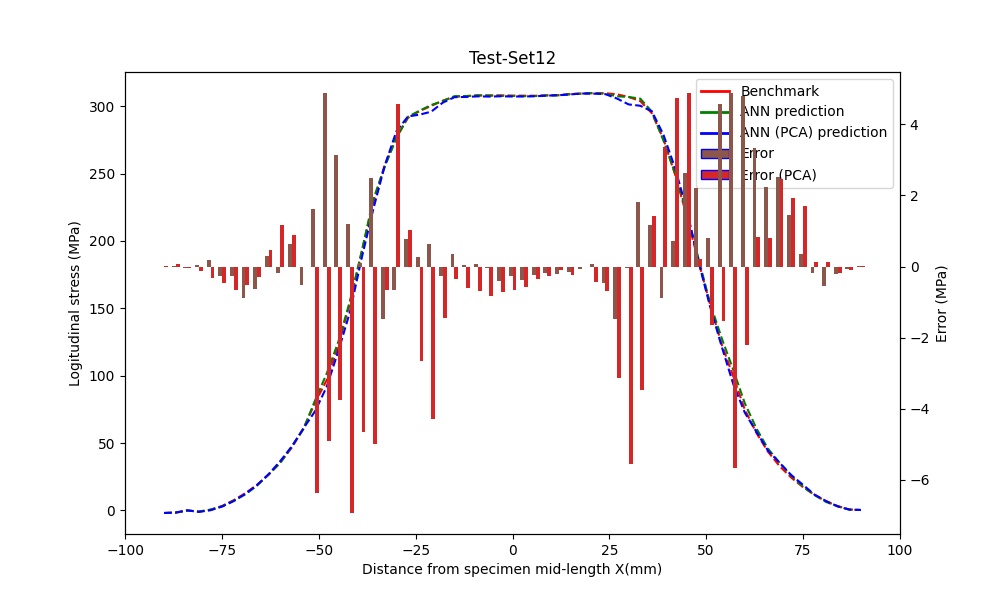 Test-Set12
Benchmark
ANN prediction
ANN (PCA) prediction
Error
Error (PCA)
300
250
200
150
100
50
0
Logitudinal stress (MPa)
4
2
0
−2
−4
−6
Error (MPa)
−100 −75 −50 −25 0 25 50 75 100
Distance from specimen mid-length X(mm)